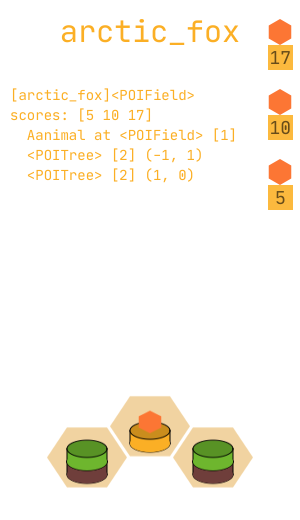 arctic_fox
17
10
5
[arctic_fox]<POIField>
scores: [5 10 17]
Aanimal at <POIField> [1]
<POITree> [2] (-1, 1)
<POITree> [2] (1, 0)